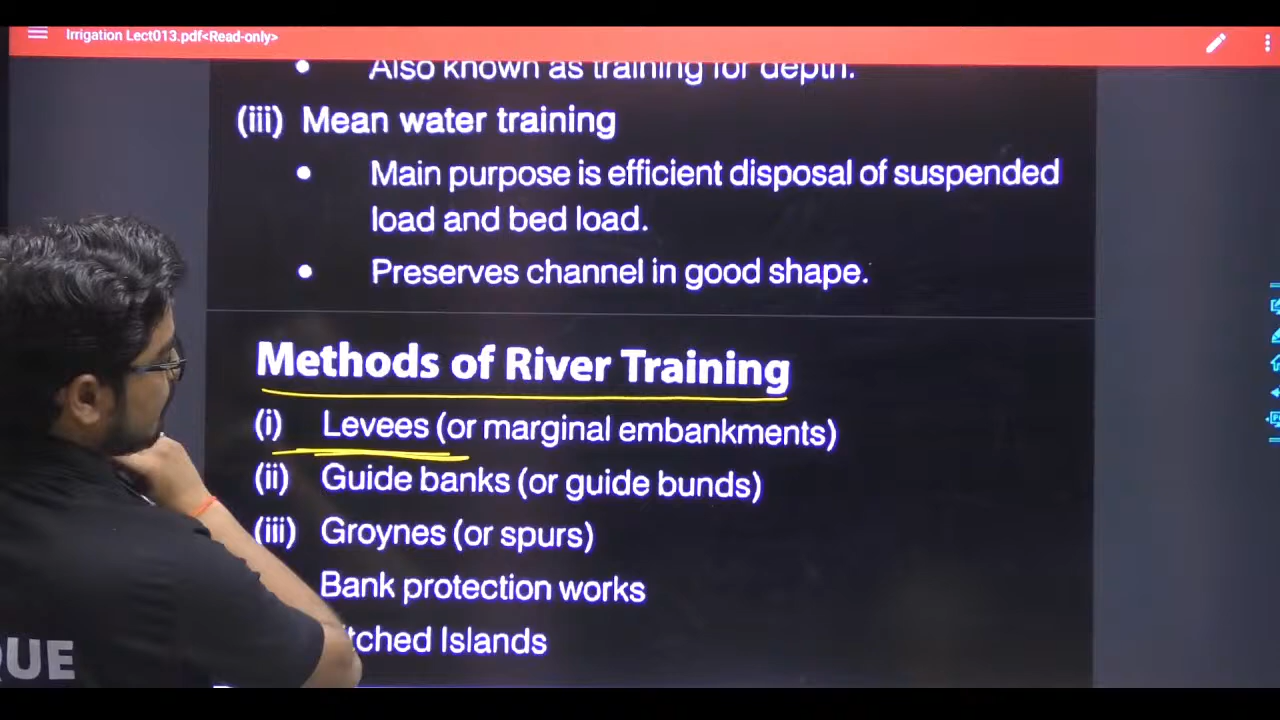 Irrigation Lect013.pdf<Read-only>
Also known as training for depth.
(iii) Mean water training
• Main purpose is efficient disposal of suspended
load and bed load.
• Preserves channel in good shape.
Methods of River Training
(i) Levees (or marginal embankments)
(ii) Guide banks (or guide bunds)
(iii) Groynes (or spurs)
Bank protection works
itched Islands
QUE